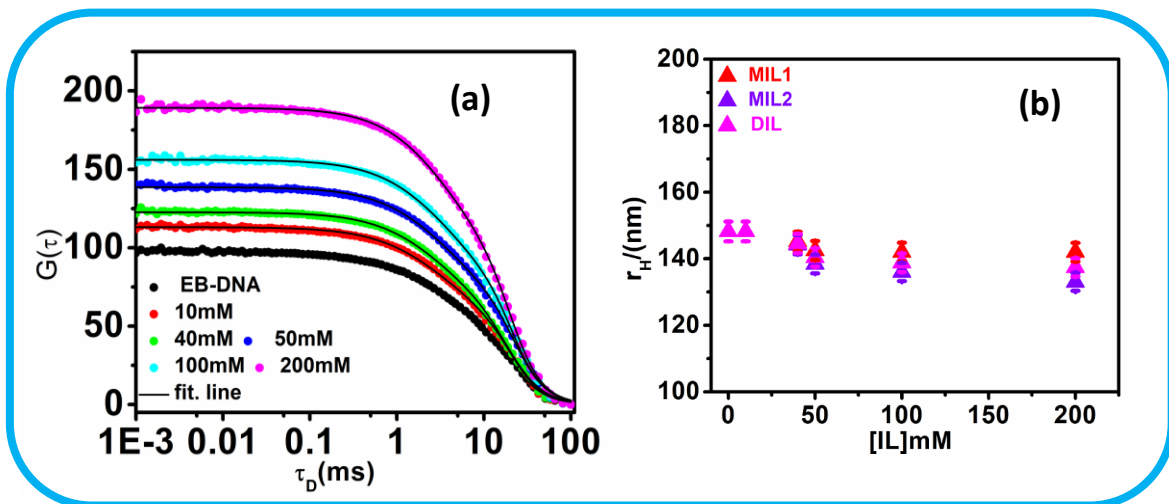 (a)
G(τ)
200
150
100
50
0
EB-DNA
10mM
40mM 50mM
100mM 200mM
fit. line
1E-3 0.01 0.1 1 10 100
τD(ms)
(b)
rH/(nm)
200
180
160
140
120
100
MIL1
MIL2
DIL
0 50 100 150 200
[IL]mM